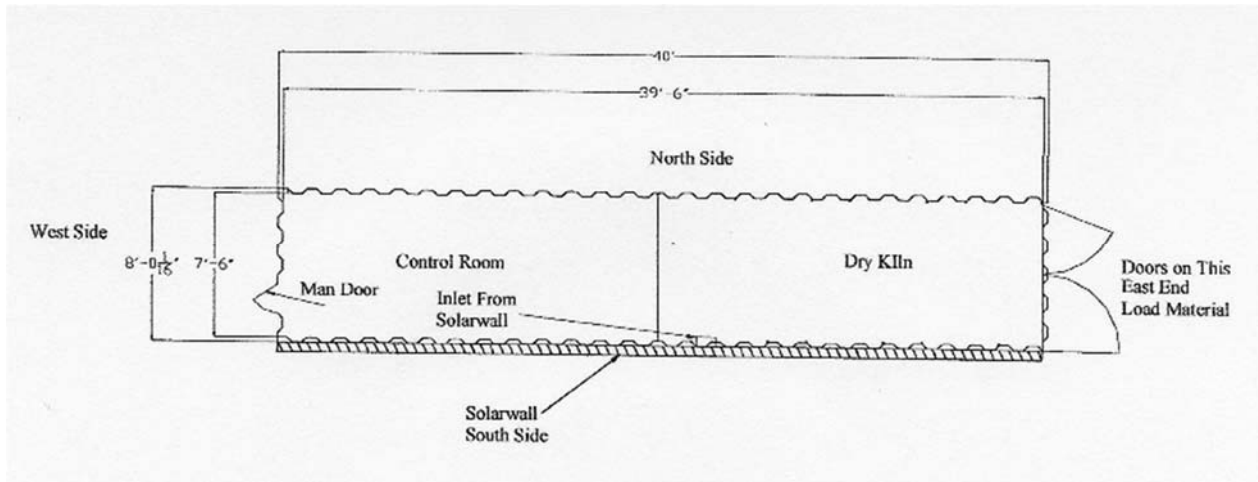 40'
39'-6"
North Side
West Side
8'-0 1/16"
7'-6"
Control Room
Dry KIln
Man Door
Inlet From
Solarwall
Doors on This
East End
Load Material
Solarwall
South Side